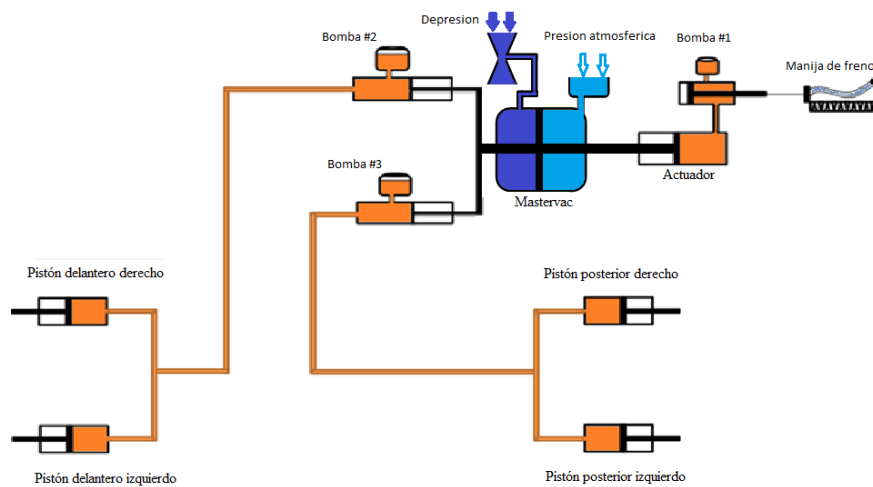 Depresion
Bomba #2
Presion atmosferica
Bomba #1
Manija de freno
Bomba #3
Actuador
Mastervac
Pistón delantero derecho
Pistón posterior derecho
Pistón delantero izquierdo
Pistón posterior izquierdo